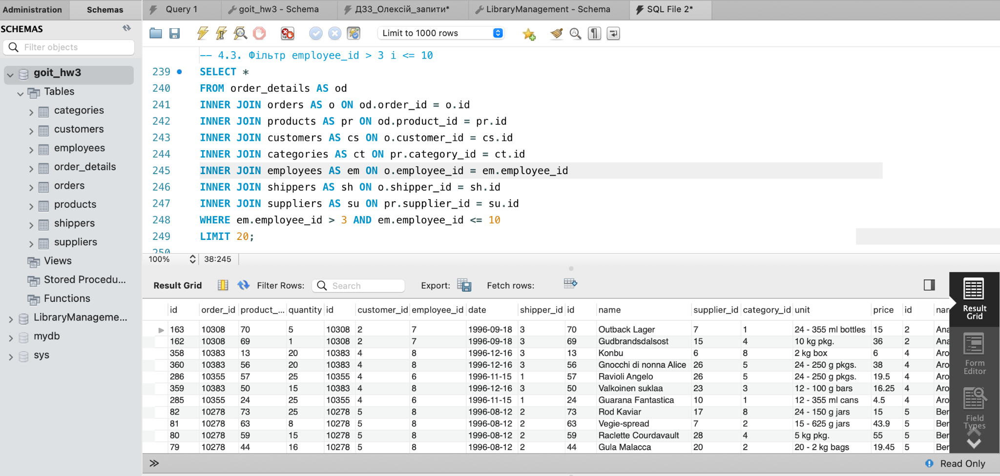 Administration Schemas Query 1 goit_hw3 - Schema ДЗ3_Олексій_запити* LibraryManagement - Schema SQL File 2*
SCHEMAS
Filter objects
goit_hw3
Tables
categories
customers
employees
order_details
orders
products
shippers
suppliers
Views
Stored Procedu...
Functions
LibraryManageme...
mydb
sys
Limit to 1000 rows
-- 4.3. Фільтр employee_id > 3 і <= 10
239 SELECT *
240 FROM order_details AS od
241 INNER JOIN orders AS o ON od.order_id = o.id
242 INNER JOIN products AS pr ON od.product_id = pr.id
243 INNER JOIN customers AS cs ON o.customer_id = cs.id
244 INNER JOIN categories AS ct ON pr.category_id = ct.id
245 INNER JOIN employees AS em ON o.employee_id = em.employee_id
246 INNER JOIN shippers AS sh ON o.shipper_id = sh.id
247 INNER JOIN suppliers AS su ON pr.supplier_id = su.id
248 WHERE em.employee_id > 3 AND em.employee_id <= 10
249 LIMIT 20;
250
100% 38:245
Result Grid Filter Rows: Search Export: Fetch rows:
id order_id product_... quantity id customer_id employee_id date shipper_id id name supplier_id category_id unit price id nam
163 10308 70 5 10308 2 7 1996-09-18 3 70 Outback Lager 7 1 24 - 355 ml bottles 15 2 Ana
162 10308 69 1 10308 2 7 1996-09-18 3 69 Gudbrandsdalsost 15 4 10 kg pkg. 36 2 Ana
358 10383 13 20 10383 4 8 1996-12-16 3 13 Konbu 6 8 2 kg box 6 4 Aro
360 10383 56 20 10383 4 8 1996-12-16 3 56 Gnocchi di nonna Alice 26 5 24 - 250 g pkgs. 38 4 Aro
286 10355 57 25 10355 4 6 1996-11-15 1 57 Ravioli Angelo 26 5 24 - 250 g pkgs. 19.5 4 Aro
359 10383 50 15 10383 4 8 1996-12-16 3 50 Valkoinen suklaa 23 3 12 - 100 g bars 16.25 4 Aro
285 10355 24 25 10355 4 6 1996-11-15 1 24 Guarana Fantastica 10 1 12 - 355 ml cans 4.5 4 Aro
82 10278 73 25 10278 5 8 1996-08-12 2 73 Rod Kaviar 17 8 24 - 150 g jars 15 5 Ber
81 10278 63 8 10278 5 8 1996-08-12 2 63 Vegie-spread 7 2 15 - 625 g jars 43.9 5 Ber
80 10278 59 15 10278 5 8 1996-08-12 2 59 Raclette Courdavault 28 4 5 kg pkg. 55 5 Ber
79 10278 44 16 10278 5 8 1996-08-12 2 44 Gula Malacca 20 2 20 - 2 kg bags 19.45 5 Ber
Result
Grid
Form
Editor
Field
Types
Read Only